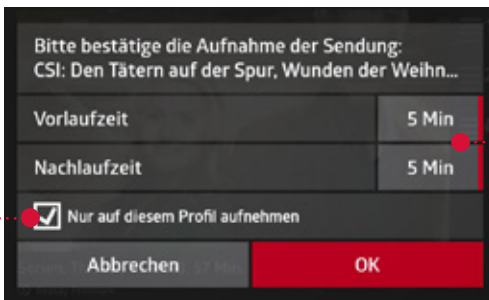 Bitte bestätige die Aufnahme der Sendung:
CSI: Den Tätern auf der Spur, Wunden der Weihn...
Vorlaufzeit 5 Min
Nachlaufzeit 5 Min
Nur auf diesem Profil aufnehmen
Abbrechen OK